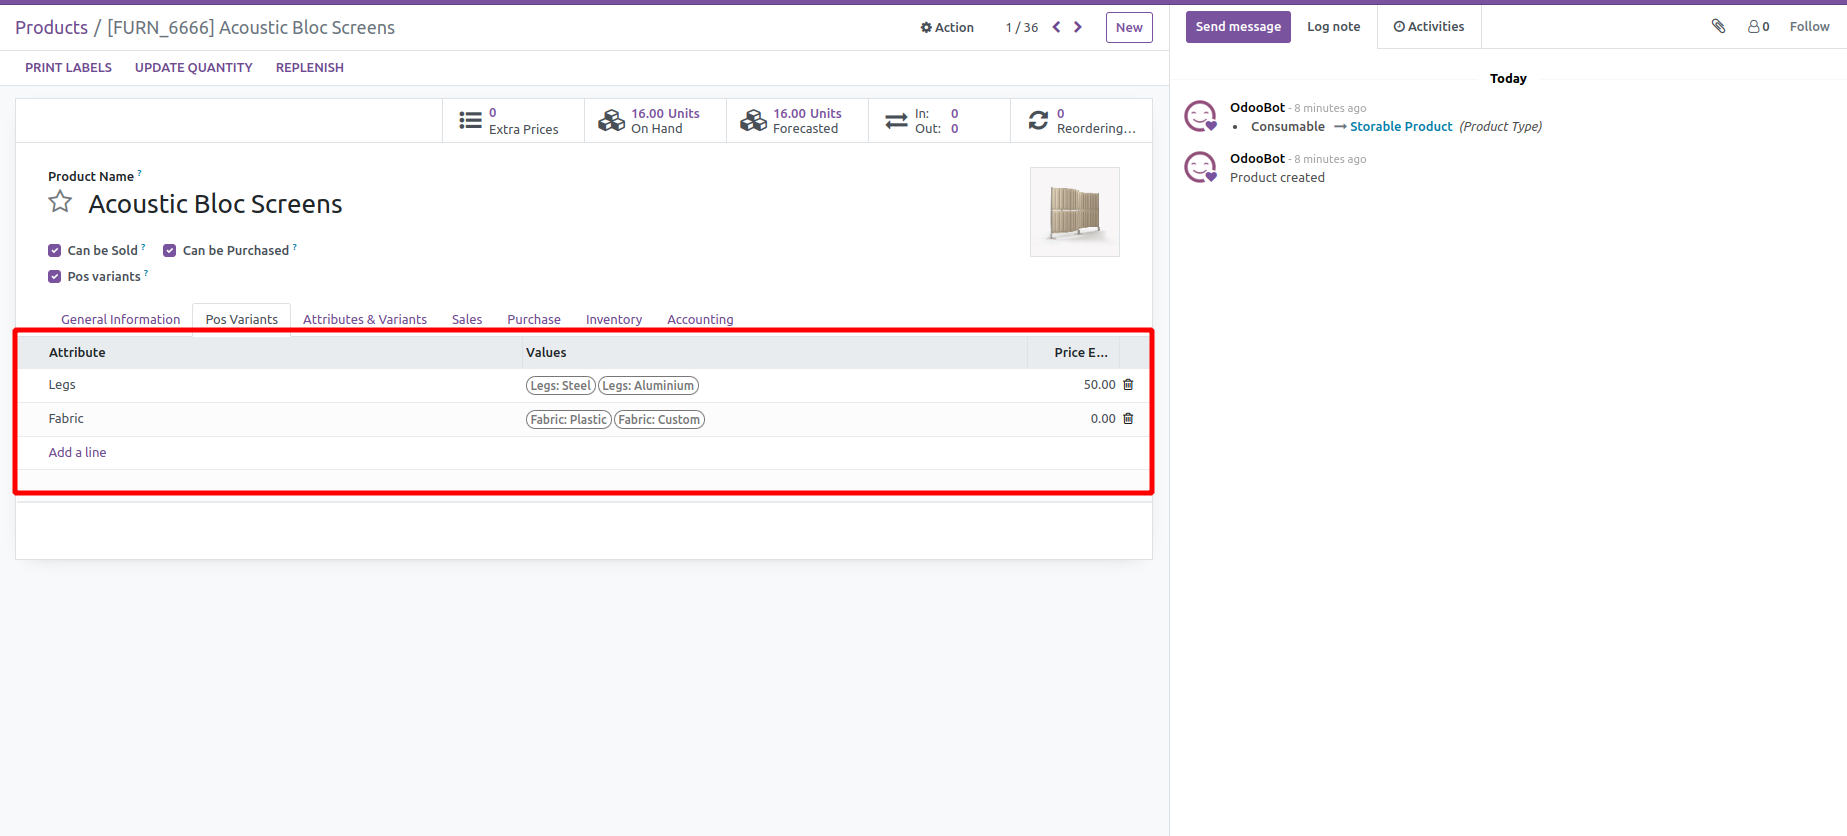 Products / [FURN_6666] Acoustic Bloc Screens
Action
1 / 36
New
PRINT LABELS UPDATE QUANTITY REPLENISH
0
Extra Prices
16.00 Units
On Hand
16.00 Units
Forecasted
In: 0
Out: 0
0
Reordering...
Product Name ?
Acoustic Bloc Screens
Can be Sold ? Can be Purchased ?
Pos variants ?
General Information Pos Variants Attributes & Variants Sales Purchase Inventory Accounting
Attribute Values Price E...
Legs Legs: Steel Legs: Aluminium 50.00
Fabric Fabric: Plastic Fabric: Custom 0.00
Add a line
Send message Log note Activities 0 Follow
Today
OdooBot - 8 minutes ago
• Consumable → Storable Product (Product Type)
OdooBot - 8 minutes ago
Product created